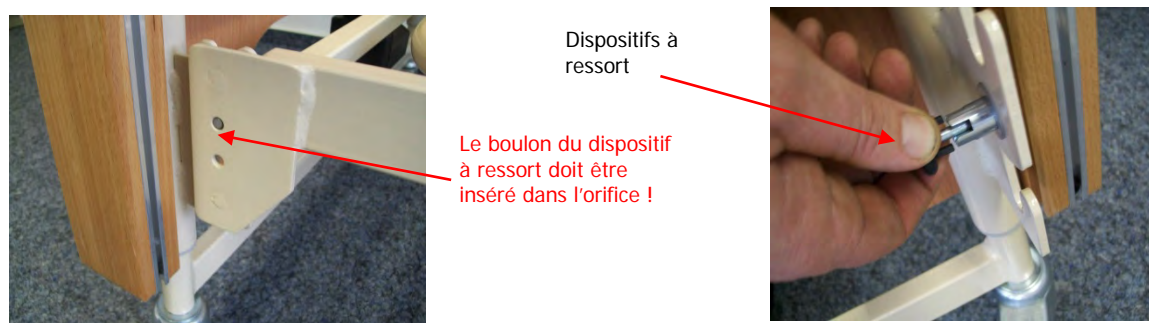 Dispositifs à
ressort
Le boulon du dispositif
à ressort doit être
inséré dans l'orifice !